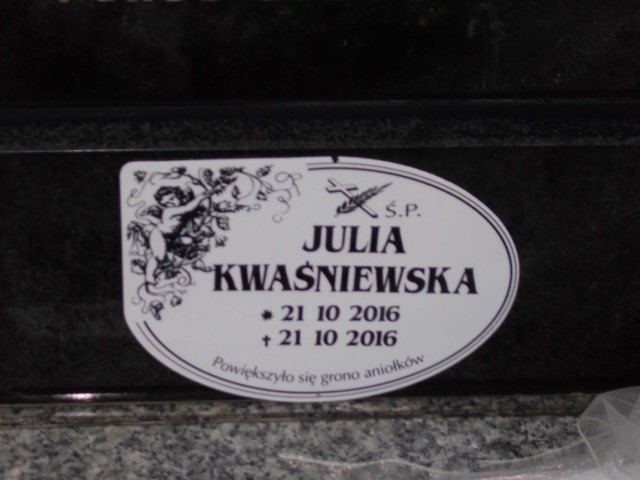 Ś.P.
JULIA
KWAŚNIEWSKA
* 21 10 2016
† 21 10 2016
Powiększyło się grono aniołków